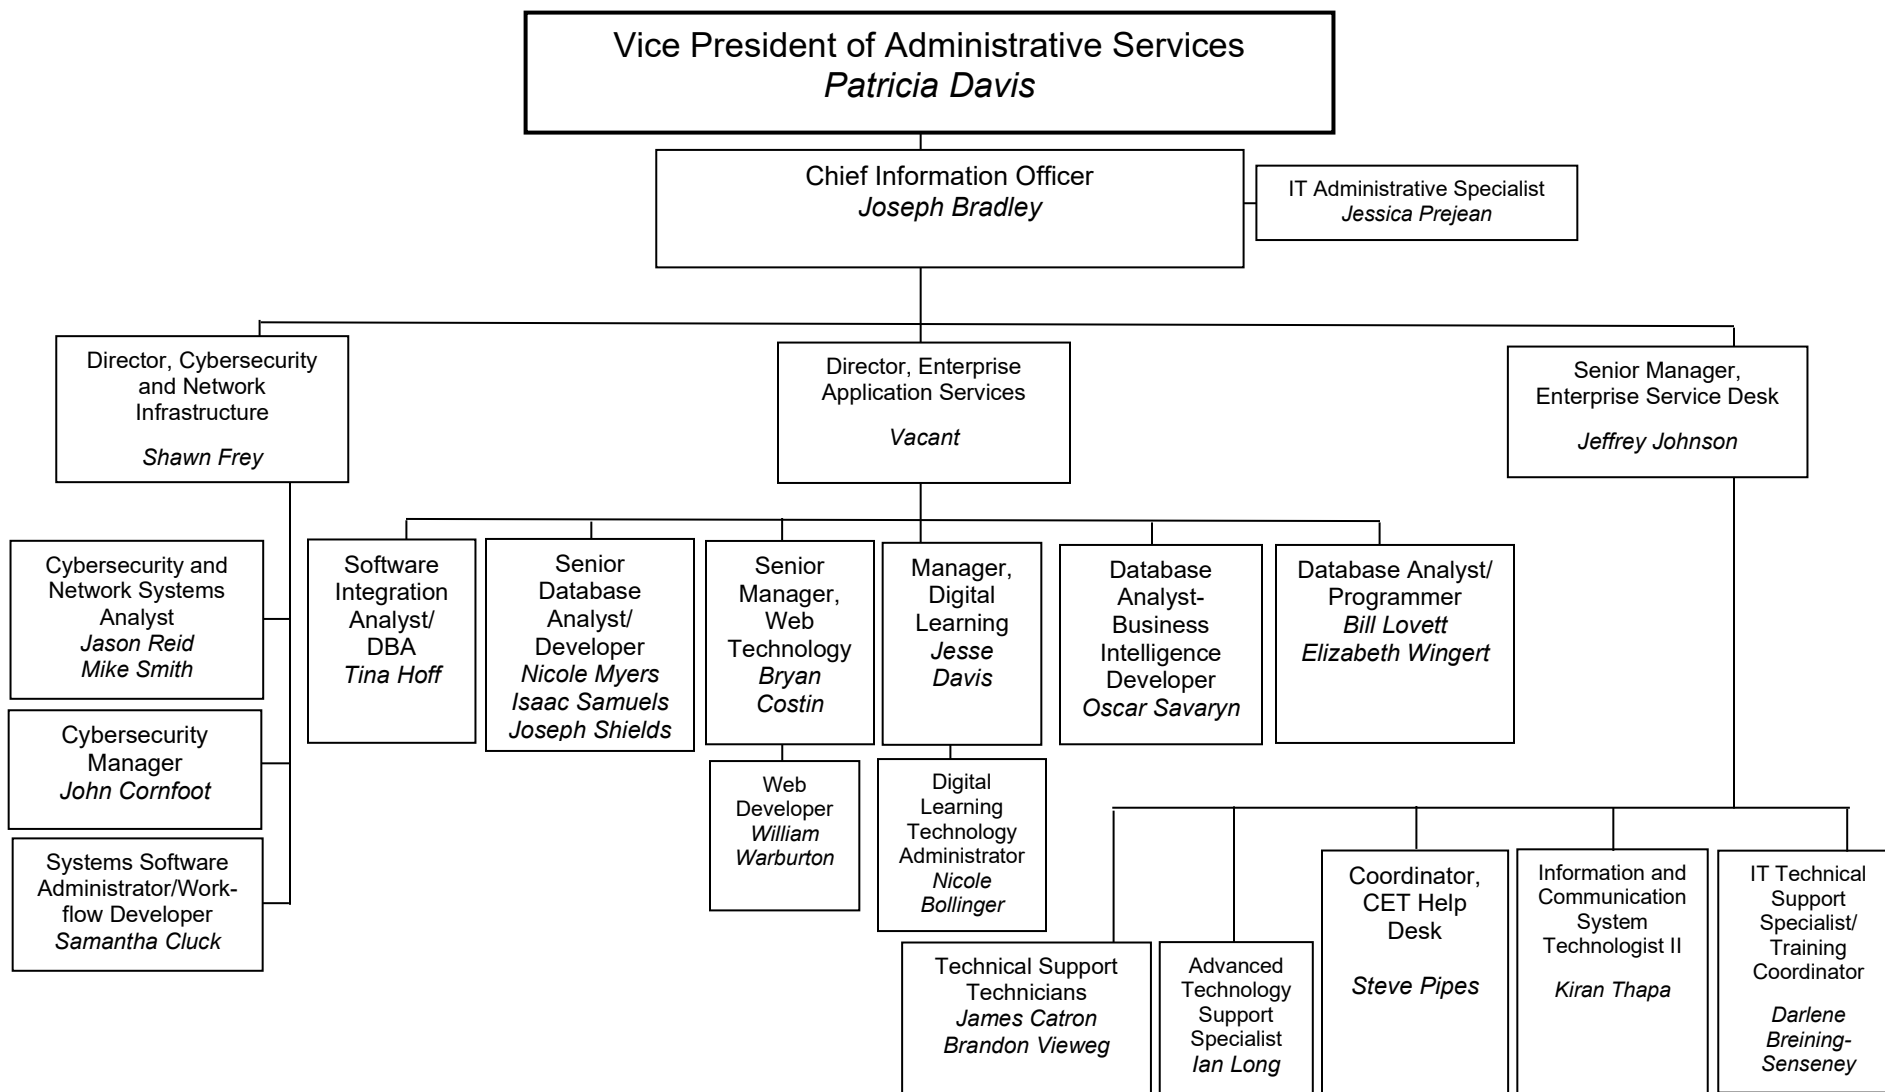 Vice President of Administrative Services
Patricia Davis
Chief Information Officer
Joseph Bradley
IT Administrative Specialist
Jessica Prejean
Director, Cybersecurity
and Network
Infrastructure
Shawn Frey
Director, Enterprise
Application Services
Vacant
Senior Manager,
Enterprise Service Desk
Jeffrey Johnson
Cybersecurity and
Network Systems
Analyst
Jason Reid
Mike Smith
Cybersecurity
Manager
John Cornfoot
Systems Software
Administrator/Work-
flow Developer
Samantha Cluck
Software
Integration
Analyst/
DBA
Tina Hoff
Senior
Database
Analyst/
Developer
Nicole Myers
Isaac Samuels
Joseph Shields
Senior
Manager,
Web
Technology
Bryan
Costin
Web
Developer
William
Warburton
Manager,
Digital
Learning
Jesse
Davis
Digital
Learning
Technology
Administrator
Nicole
Bollinger
Database
Analyst-
Business
Intelligence
Developer
Oscar Savaryn
Database Analyst/
Programmer
Bill Lovett
Elizabeth Wingert
Technical Support
Technicians
James Catron
Brandon Vieweg
Advanced
Technology
Support
Specialist
Ian Long
Coordinator,
CET Help
Desk
Steve Pipes
Information and
Communication
System
Technologist II
Kiran Thapa
IT Technical
Support
Specialist/
Training
Coordinator
Darlene
Breining-
Senseney